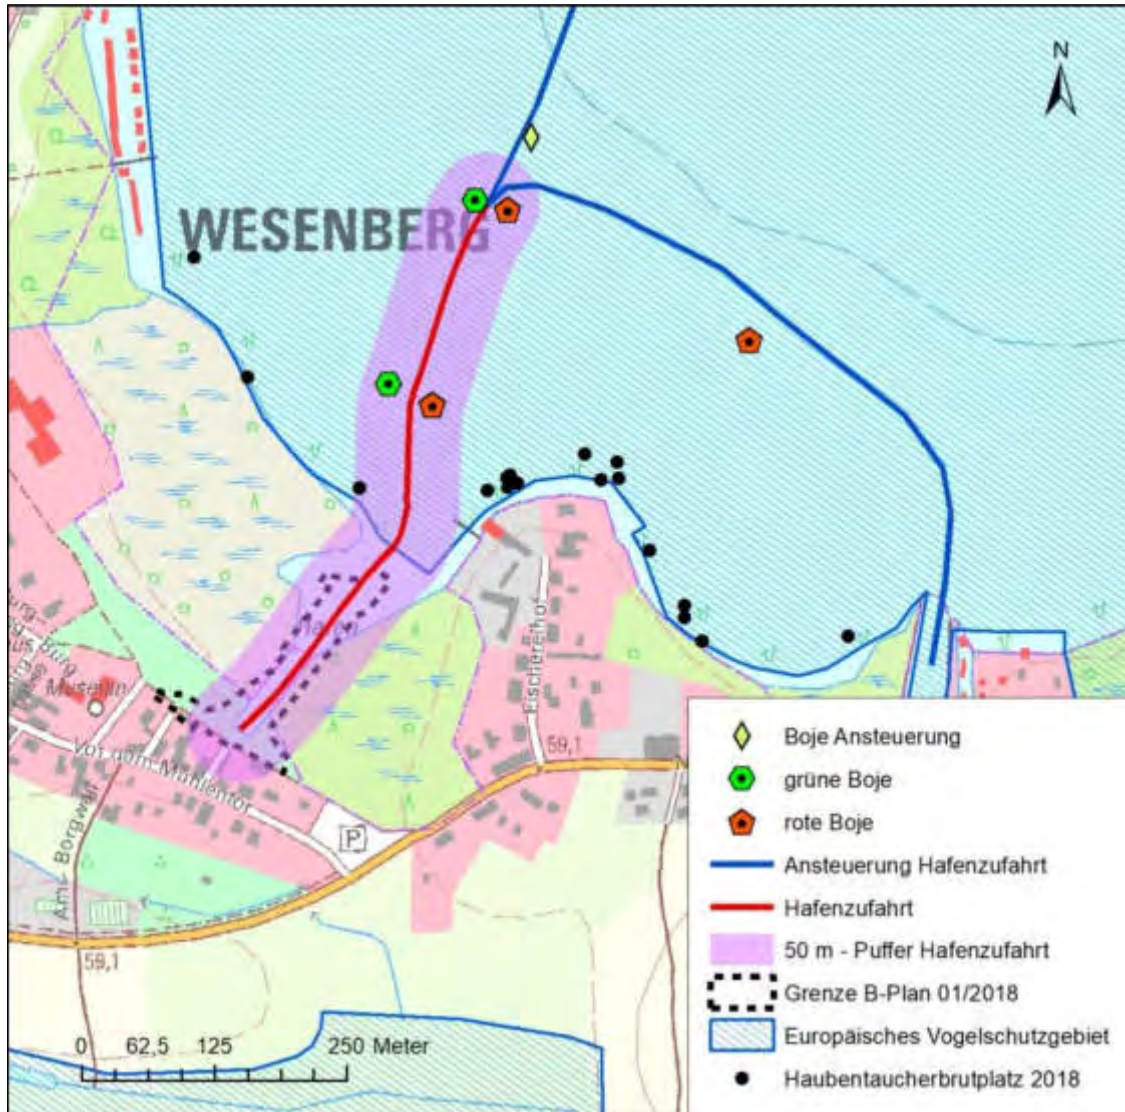 N
WESENBERG
Museum
Vor dem Mühlentor
Am Borgwall
P
59,1
59,1
0 62,5 125 250 Meter
Boje Ansteuerung
grüne Boje
rote Boje
Ansteuerung Hafenzufahrt
Hafenzufahrt
50 m - Puffer Hafenzufahrt
Grenze B-Plan 01/2018
Europäisches Vogelschutzgebiet
Haubentaucherbrutplatz 2018